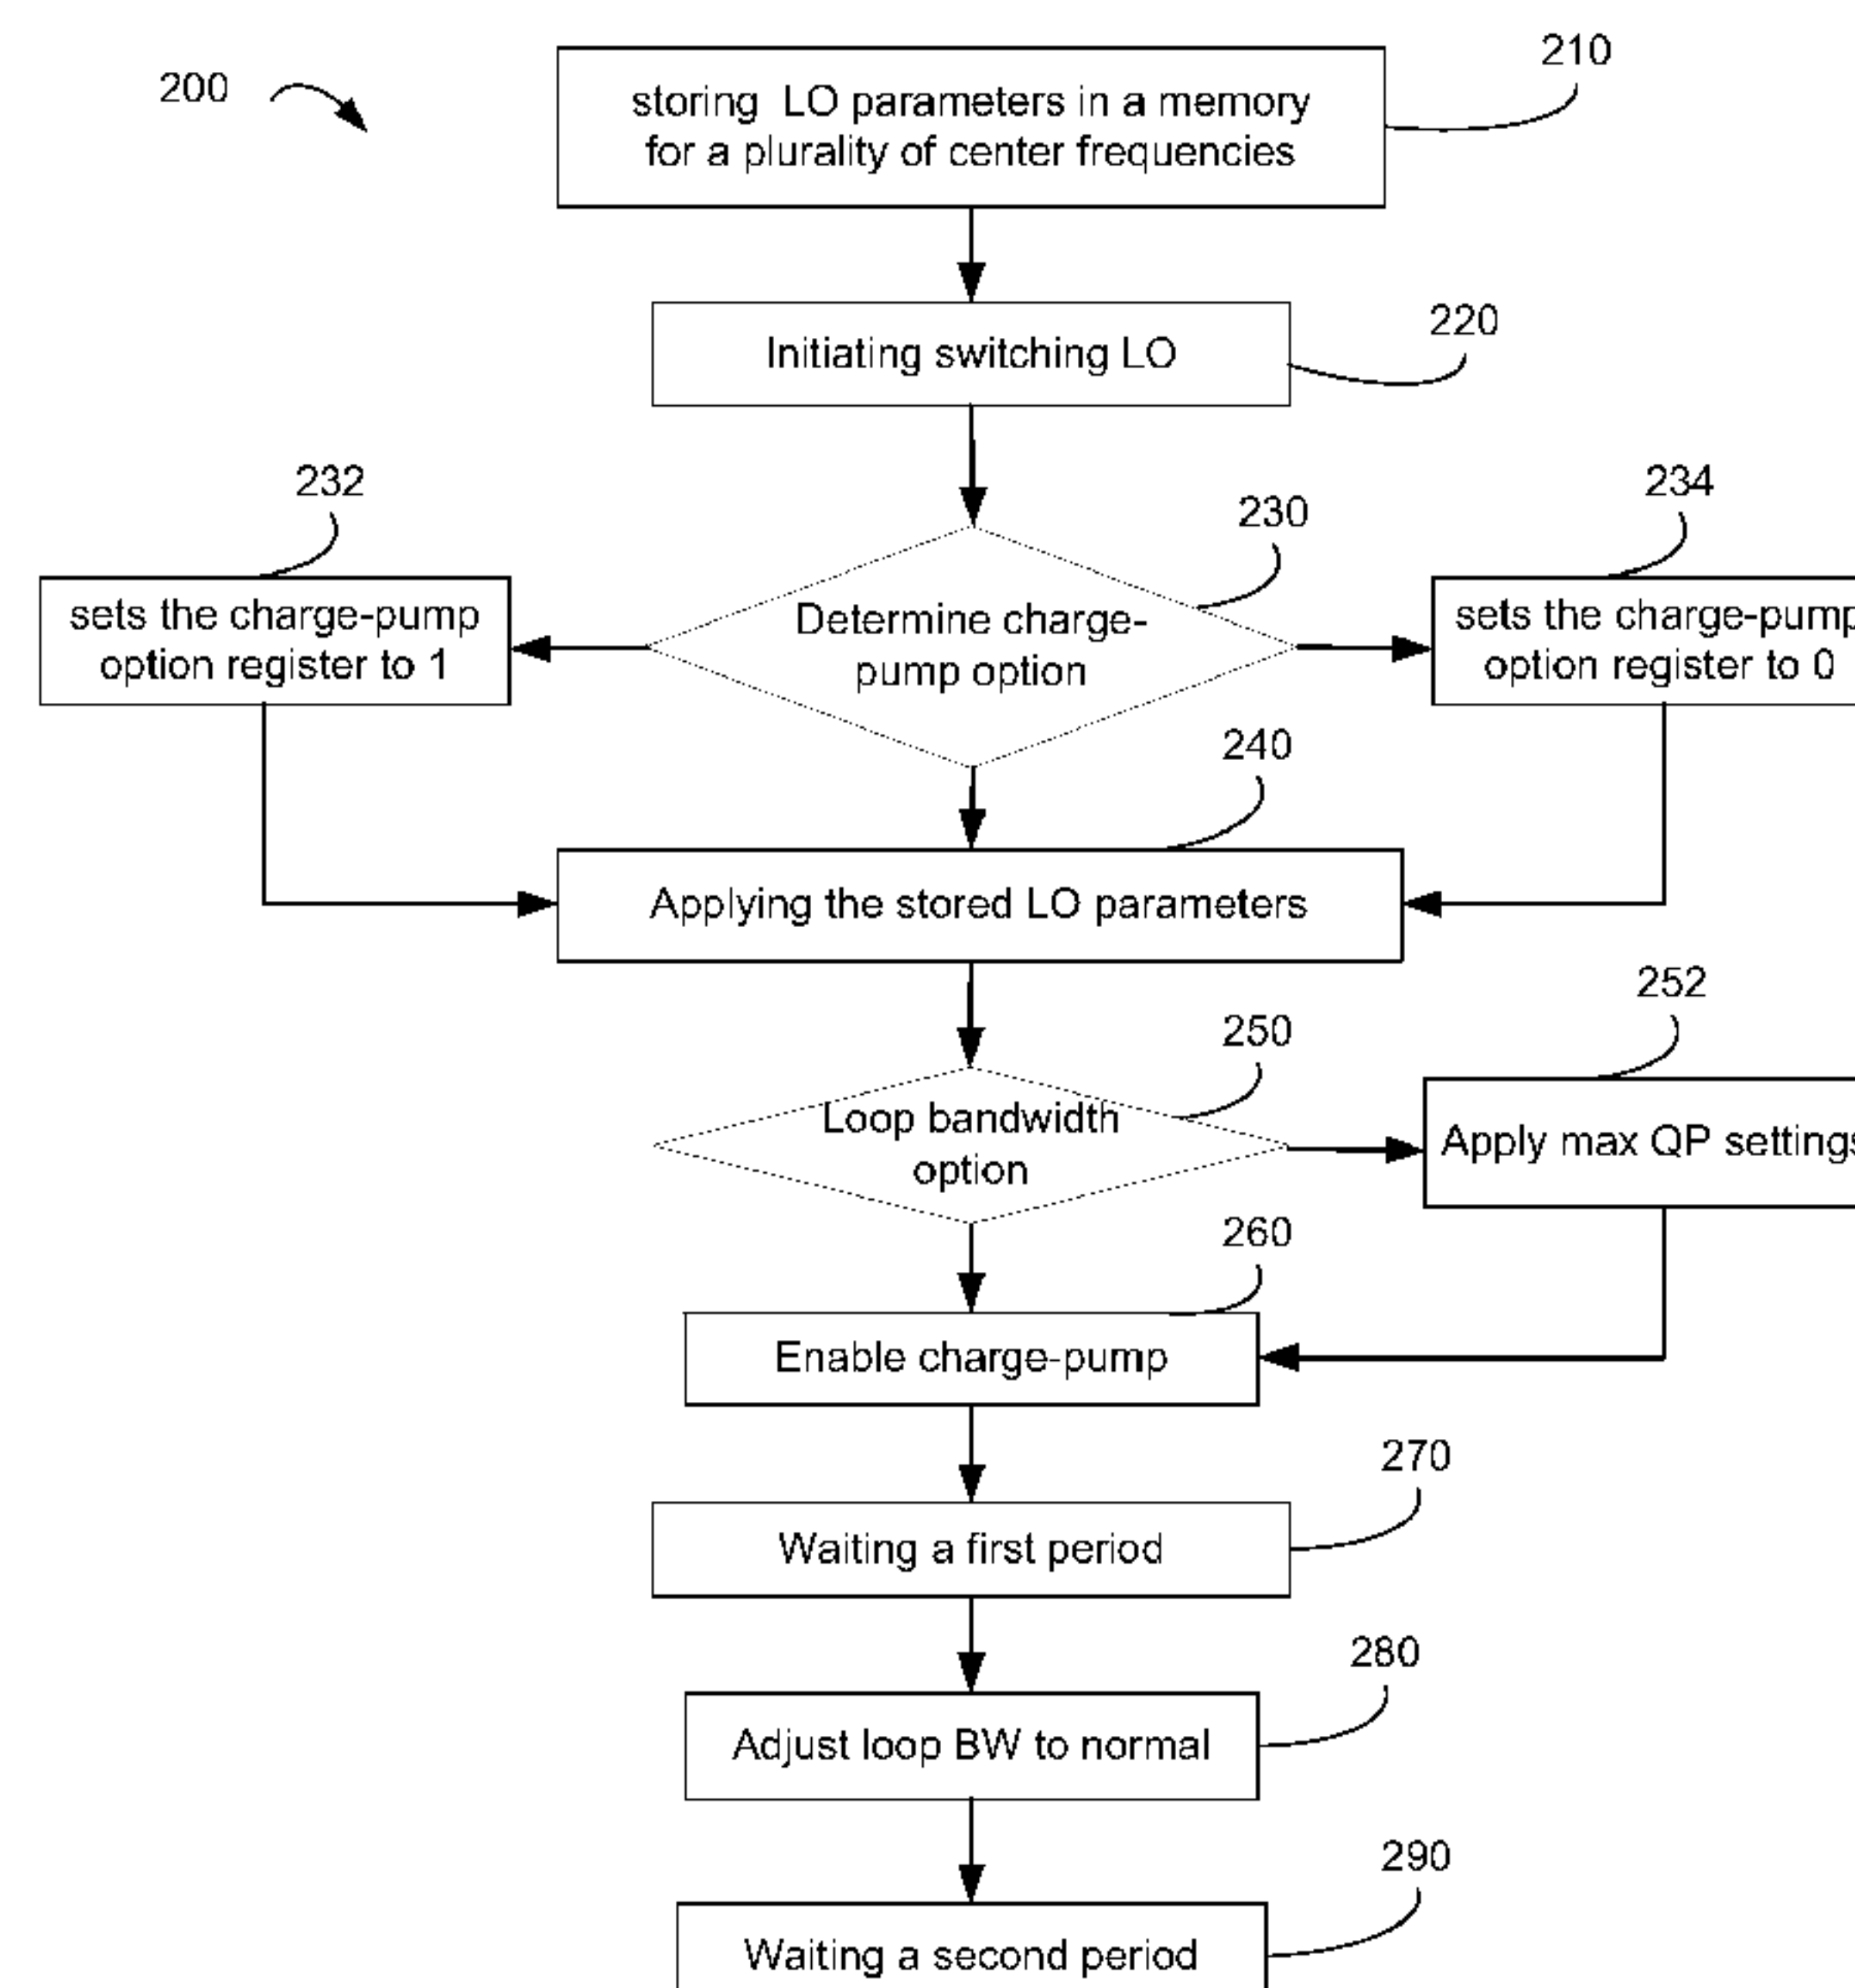 200
210
storing LO parameters in a memory
for a plurality of center frequencies
220
Initiating switching LO
232
230
234
sets the charge-pump
option register to 1
Determine charge-
pump option
sets the charge-pump
option register to 0
240
Applying the stored LO parameters
252
250
Loop bandwidth
option
Apply max QP settings
260
Enable charge-pump
270
Waiting a first period
280
Adjust loop BW to normal
290
Waiting a second period